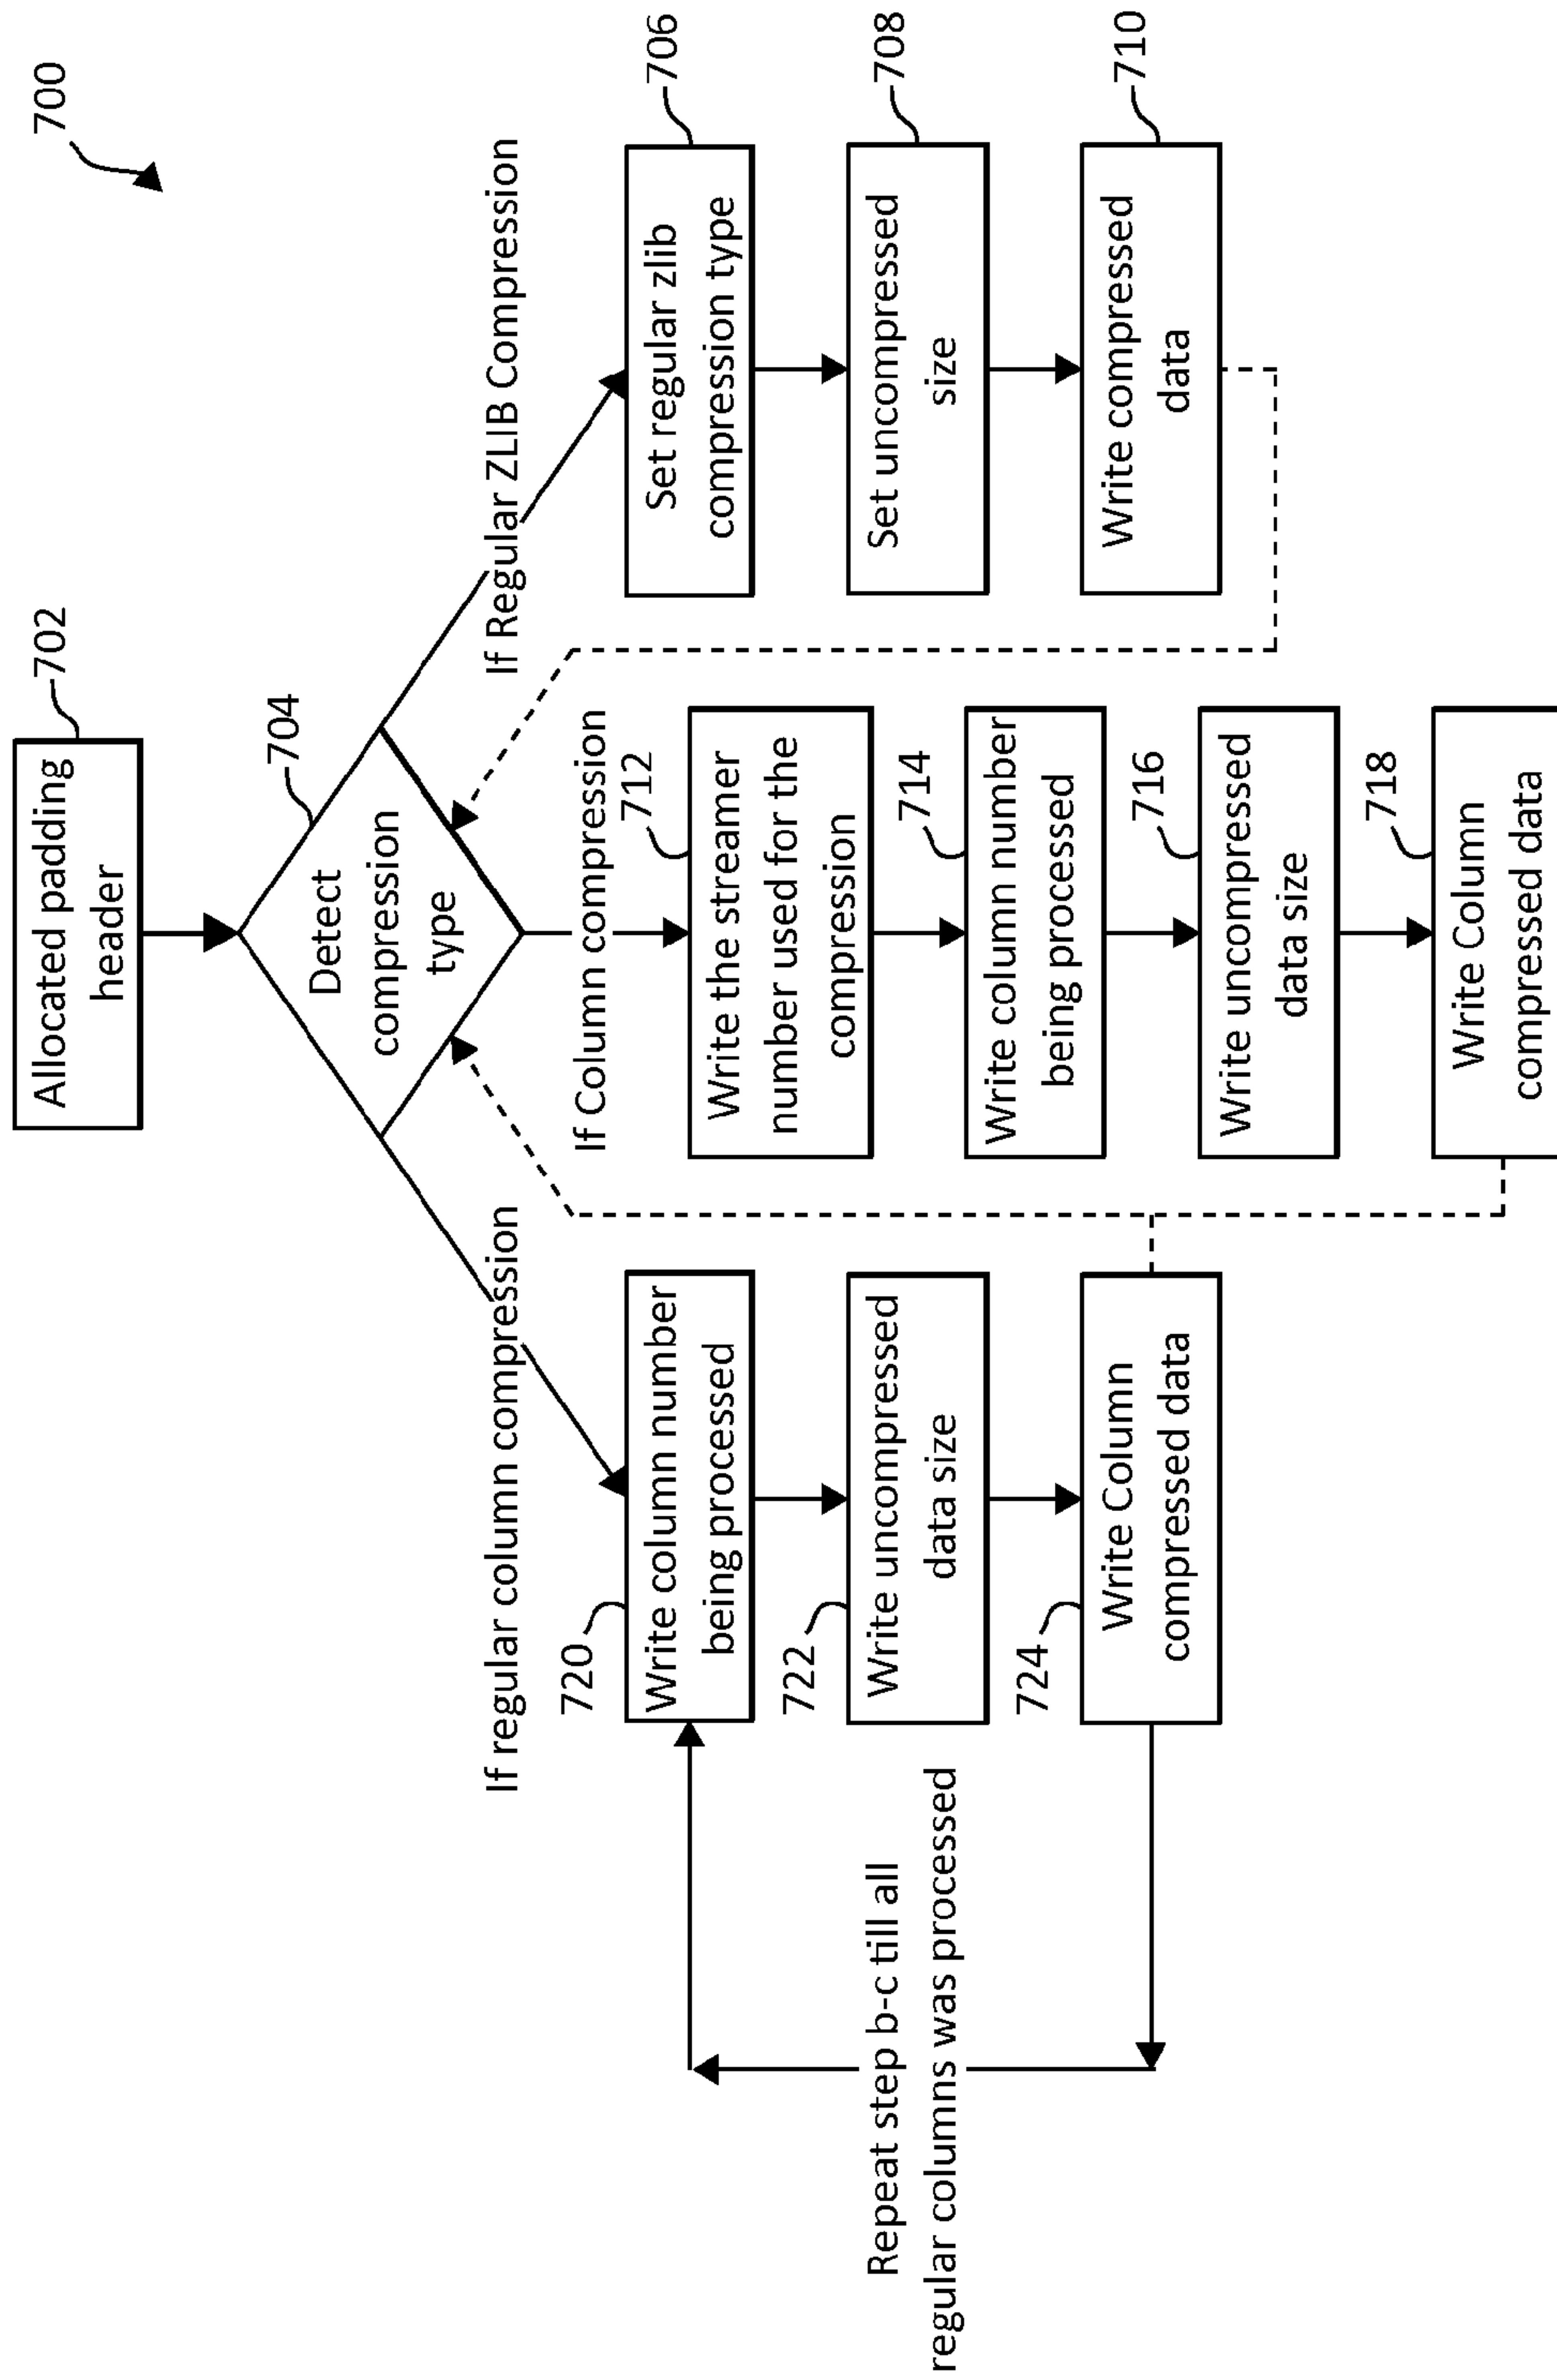 700
Allocated padding
header
702
Detect
compression
type
704
If regular column compression
If Column compression
If Regular ZLIB Compression
720
Write column number
being processed
722
Write uncompressed
data size
724
Write Column
compressed data
Repeat step b-c till all
regular columns was processed
712
Write the streamer
number used for the
compression
714
Write column number
being processed
716
Write uncompressed
data size
718
Write Column
compressed data
Set regular zlib
compression type
706
Set uncompressed
size
708
Write compressed
data
710